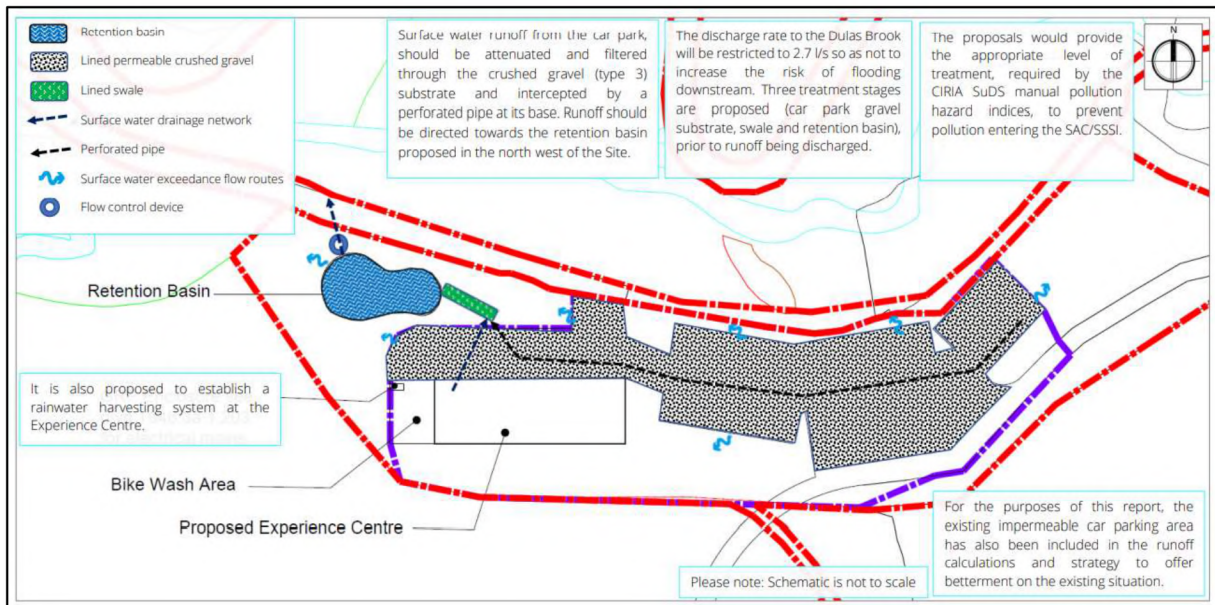 Retention basin
Lined permeable crushed gravel
Lined swale
Surface water drainage network
Perforated pipe
Surface water exceedance flow routes
Flow control device
Surface water runoff from the car park,
should be attenuated and filtered
through the crushed gravel (type 3)
substrate and intercepted by a
perforated pipe at its base. Runoff should
be directed towards the retention basin
proposed in the north west of the Site.
The discharge rate to the Dulas Brook
will be restricted to 2.7 l/s so as not to
increase the risk of flooding
downstream. Three treatment stages
are proposed (car park gravel
substrate, swale and retention basin),
prior to runoff being discharged.
The proposals would provide
the appropriate level of
treatment, required by the
CIRIA SuDS manual pollution
hazard indices, to prevent
pollution entering the SAC/SSSI.
N
Retention Basin
It is also proposed to establish a
rainwater harvesting system at the
Experience Centre.
Bike Wash Area
Proposed Experience Centre
Please note: Schematic is not to scale
For the purposes of this report, the
existing impermeable car parking area
has also been included in the runoff
calculations and strategy to offer
betterment on the existing situation.